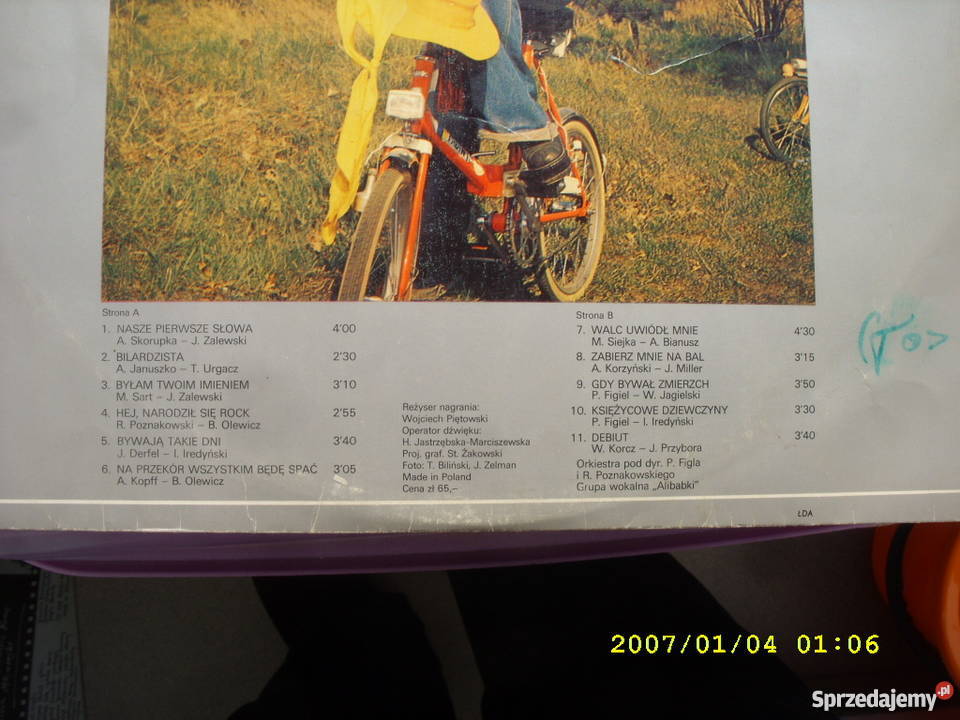 Strona A
1. NASZE PIERWSZE SŁOWA 4'00
A. Skorupka – J. Zalewski
2. BILARDZISTA 2'30
A. Januszko – T. Urgacz
3. BYŁAM TWOIM IMIENIEM 3'10
M. Sart – J. Zalewski
4. HEJ, NARODZIŁ SIĘ ROCK 2'55
R. Poznakowski – B. Olewicz
5. BYWAJĄ TAKIE DNI 3'40
J. Derfel – I. Iredyński
6. NA PRZEKÓR WSZYSTKIM BĘDĘ SPAĆ 3'05
A. Kopff – B. Olewicz
Reżyser nagrania:
Wojciech Piętowski
Operator dźwięku:
H. Jastrzębska-Marciszewska
Proj. graf. St. Żakowski
Foto: T. Biliński, J. Zelman
Made in Poland
Cena zł 65,–
Strona B
7. WALC UWIÓDŁ MNIE 4'30
M. Siejka – A. Bianusz
8. ZABIERZ MNIE NA BAL 3'15
A. Korzyński – J. Miller
9. GDY BYWAŁ ZMIERZCH 3'50
P. Figiel – W. Jagielski
10. KSIĘŻYCOWE DZIEWCZYNY 3'30
P. Figiel – I. Iredyński
11. DEBIUT 3'40
W. Korcz – J. Przybora
Orkiestra pod dyr. P. Figla
i R. Poznakowskiego
Grupa wokalna „Alibabki"
ŁDA
2007/01/04 01:06
Sprzedajemy.pl